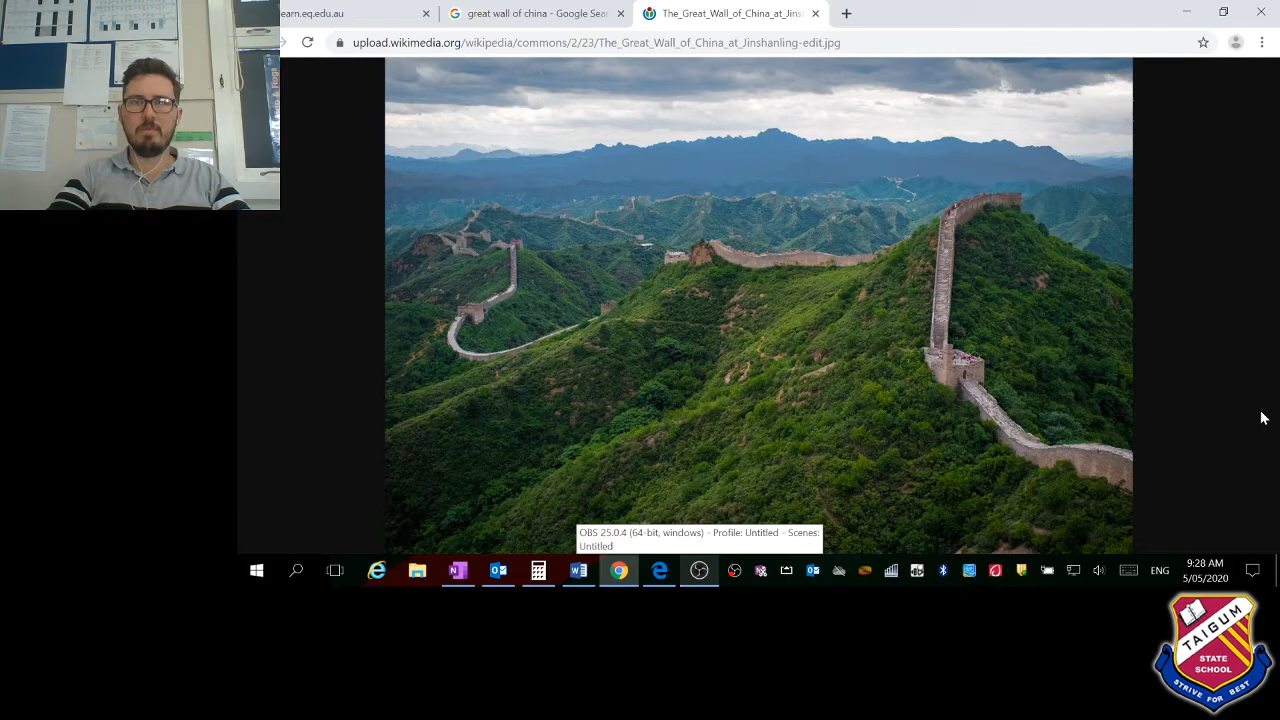 earn.eq.edu.au
great wall of china - Google Sear
The_Great_Wall_of_China_at_Jinsh
upload.wikimedia.org/wikipedia/commons/2/23/The_Great_Wall_of_China_at_Jinshanling-edit.jpg
OBS 25.0.4 (64-bit, windows) - Profile: Untitled - Scenes:
Untitled
ENG
9:28 AM
5/05/2020
TAIGUM
STATE
SCHOOL
STRIVE FOR BEST